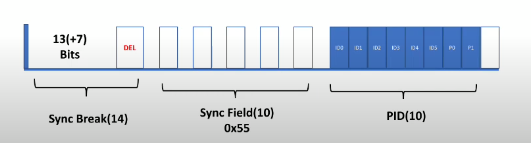 13(+7)
Bits
DEL
ID0 ID1 ID2 ID3 ID4 ID5 P0 P1
Sync Break(14)
Sync Field(10)
0x55
PID(10)